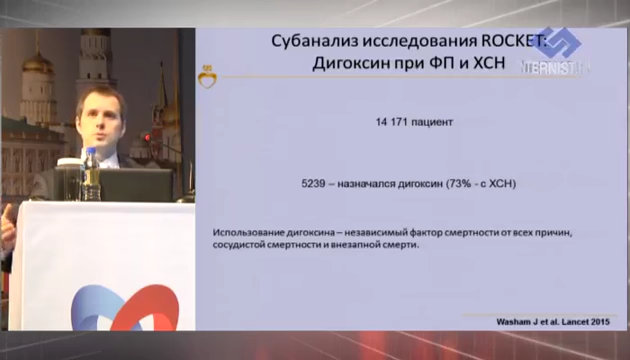 Субанализ исследования ROCKET:
Дигоксин при ФП и ХСН
14 171 пациент
5239 – назначался дигоксин (73% - с ХСН)
Использование дигоксина – независимый фактор смертности от всех причин,
сосудистой смертности и внезапной смерти.
Washam J et al. Lancet 2015